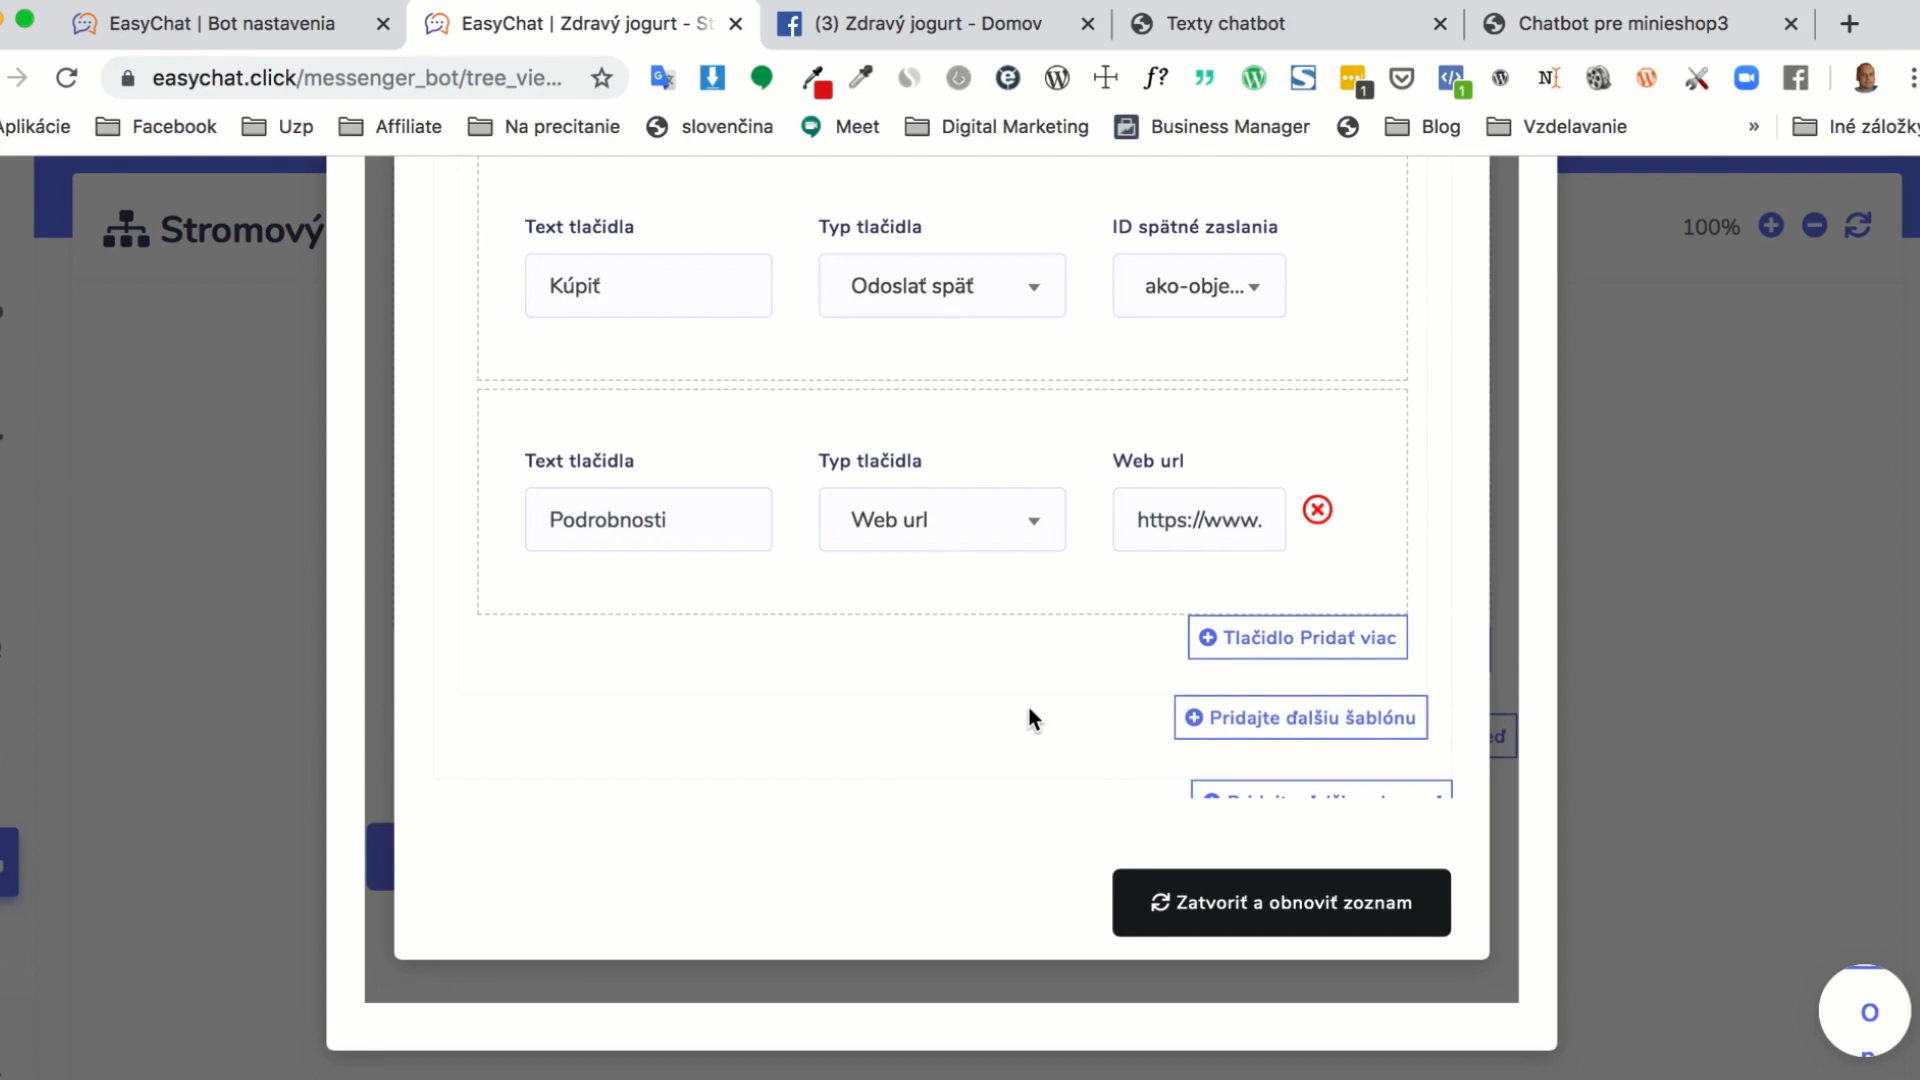 EasyChat | Bot nastavenia
EasyChat | Zdravý jogurt - St
(3) Zdravý jogurt - Domov
Texty chatbot
Chatbot pre minieshop3
easychat.click/messenger_bot/tree_vie...
1
1
Aplikácie
Facebook
Uzp
Affiliate
Na precitanie
slovenčina
Meet
Digital Marketing
Business Manager
Blog
Vzdelavanie
»
Iné záložky
Stromový
100%
Text tlačidla
Typ tlačidla
ID spätné zaslania
Kúpiť
Odoslať späť
ako-obje...
Text tlačidla
Typ tlačidla
Web url
Podrobnosti
Web url
https://www.
Tlačidlo Pridať viac
Pridajte ďalšiu šablónu
Zatvoriť a obnoviť zoznam